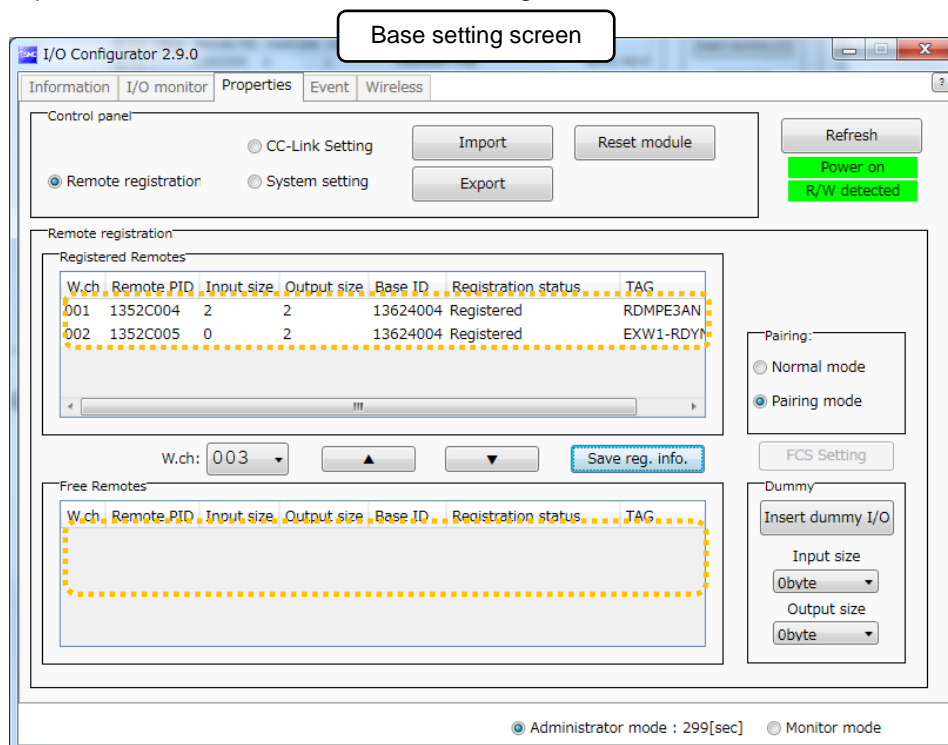 Base setting screen
I/O Configurator 2.9.0
Information I/O monitor Properties Event Wireless
?
Control panel
CC-Link Setting Import Reset module Refresh
Power on
Remote registration System setting Export
R/W detected
Remote registration
Registered Remotes
W.ch Remote PID Input size Output size Base ID Registration status TAG
001 1352C004 2 2 13624004 Registered RDMPE3AN
002 1352C005 0 2 13624004 Registered
Pairing:
Normal mode
Pairing mode
W.ch: 003 ▲ ▼ Save reg. info. FCS Setting
Free Remotes
Dummy
W.ch Remote PID Input size Output size Base ID Registration status TAG
Insert dummy I/O
Input size
0byte
Output size
0byte
Administrator mode : 299[sec] Monitor mode